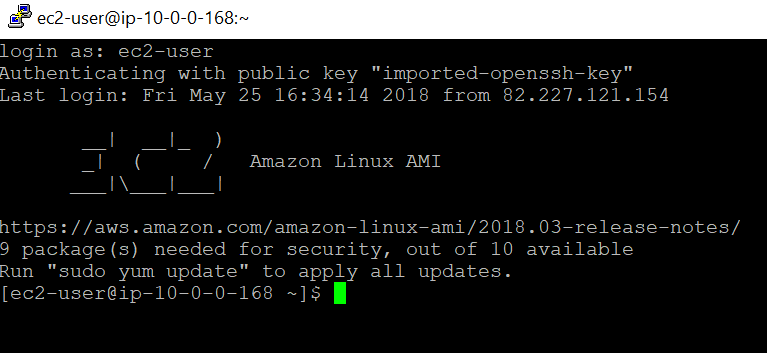 ec2-user@ip-10-0-0-168:~
login as: ec2-user
Authenticating with public key "imported-openssh-key"
Last login: Fri May 25 16:34:14 2018 from 82.227.121.154
       __|  __|_  )
       _|  (     /   Amazon Linux AMI
      ___|\___|___|
https://aws.amazon.com/amazon-linux-ami/2018.03-release-notes/
9 package(s) needed for security, out of 10 available
Run "sudo yum update" to apply all updates.
[ec2-user@ip-10-0-0-168 ~]$